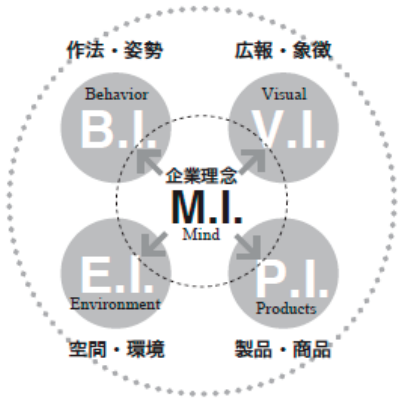 作法・姿勢
広報・象徴
Behavior
B.I.
Visual
V.I.
企業理念
M.I.
Mind
E.I.
Environment
P.I.
Products
空間・環境
製品・商品